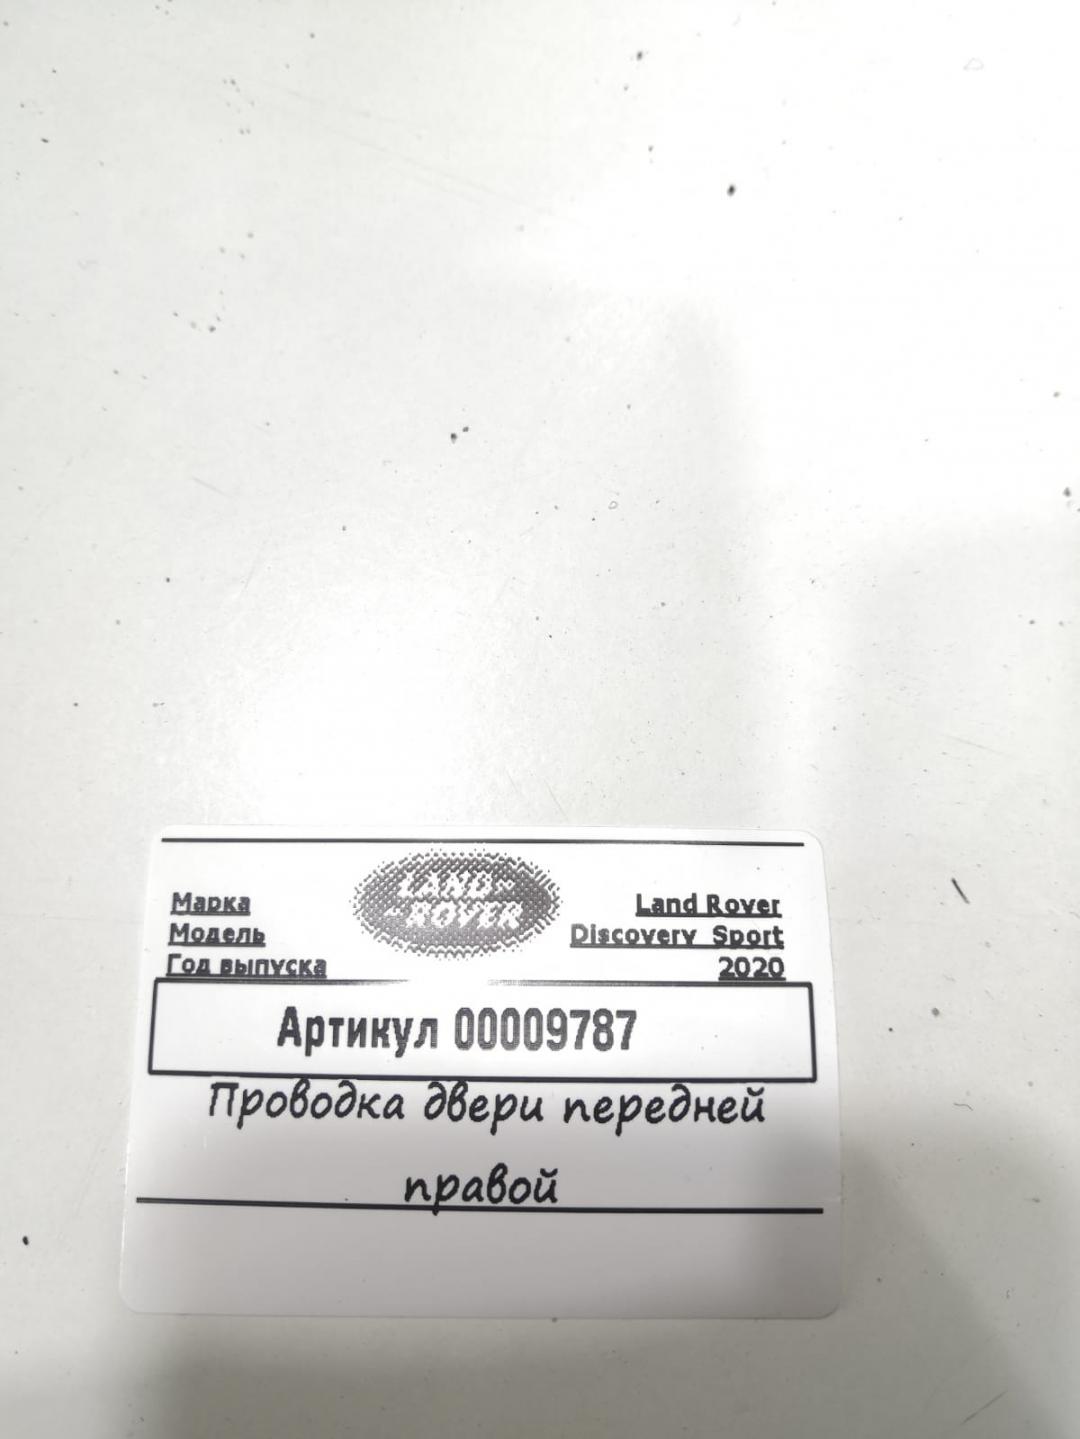 LAND
ROVER
Марка Land Rover
Модель Discovery Sport
Год выпуска 2020
Артикул 00009787
Проводка двери передней
правой